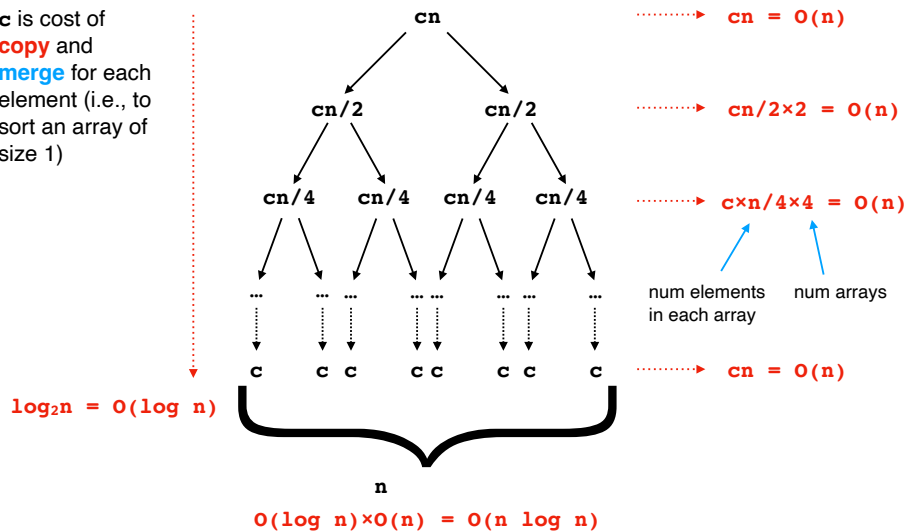 c is cost of
copy and
merge for each
element (i.e., to
sort an array of
size 1)
cn
cn = O(n)
cn/2 cn/2
cn/2×2 = O(n)
cn/4 cn/4 cn/4 cn/4
c×n/4×4 = O(n)
num elements
in each array
num arrays
… … … … … … … …
c c c c c c c c
cn = O(n)
log₂n = O(log n)
n
O(log n)×O(n) = O(n log n)